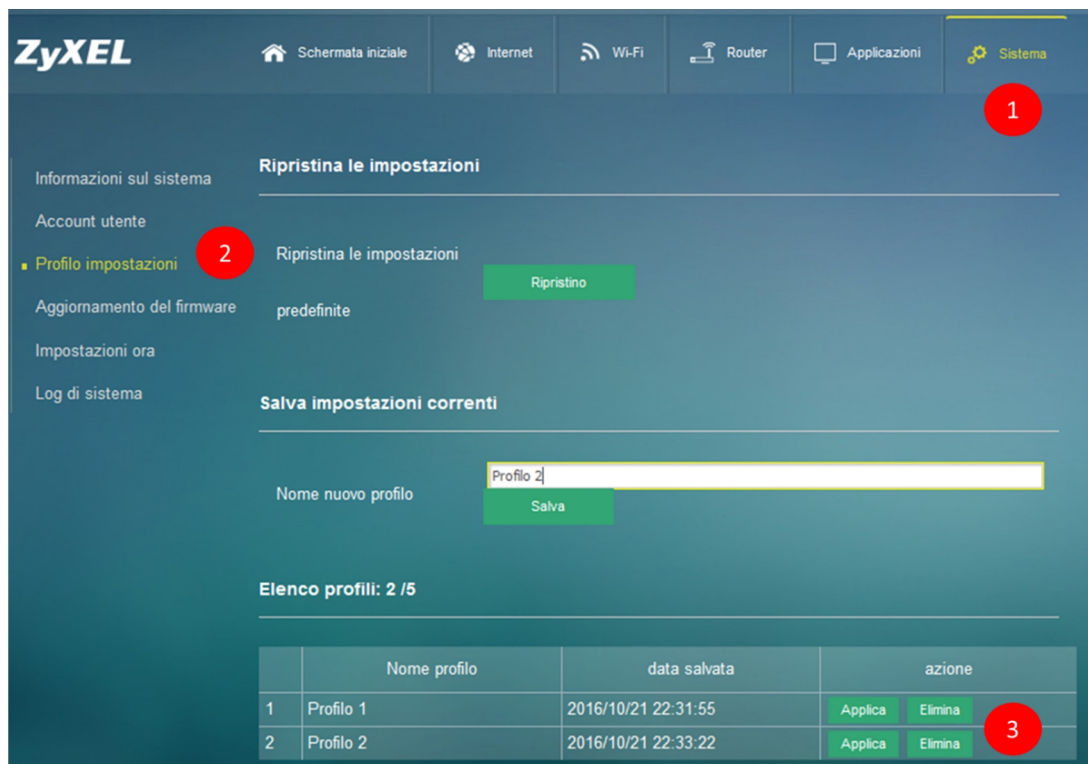 ZyXEL
Schermata iniziale
Internet
Wi-Fi
Router
Applicazioni
Sistema
1
Informazioni sul sistema
Account utente
Profilo impostazioni
2
Aggiornamento del firmware
Impostazioni ora
Log di sistema
Ripristina le impostazioni
Ripristina le impostazioni
predefinite
Ripristino
Salva impostazioni correnti
Nome nuovo profilo
Profilo 2
Salva
Elenco profili: 2 /5
Nome profilo data salvata azione
1 Profilo 1 2016/10/21 22:31:55 Applica Elimina
2 Profilo 2 2016/10/21 22:33:22 Applica Elimina
3